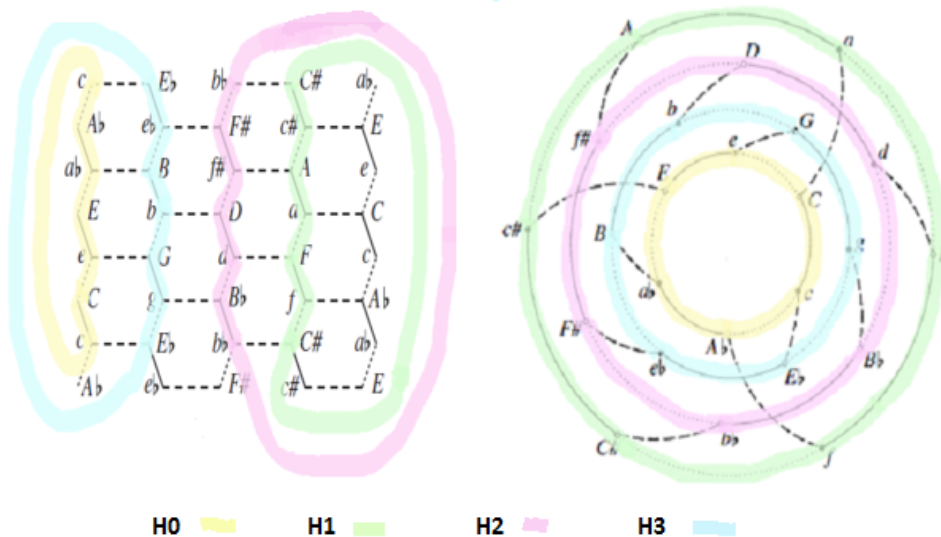 c E♭ b♭ C# a♭
A♭ e♭ F# c# E
a♭ B f# A e
E b D a C
e G d F c
C g B♭ f A♭
c E♭ b♭ C# a♭
A♭ e♭ F# c# E
A a
D
b G
f# e d
E C
c# B g
a♭ c
F# A♭
e♭ E♭ B♭
C# b♭ f
H0 H1 H2 H3